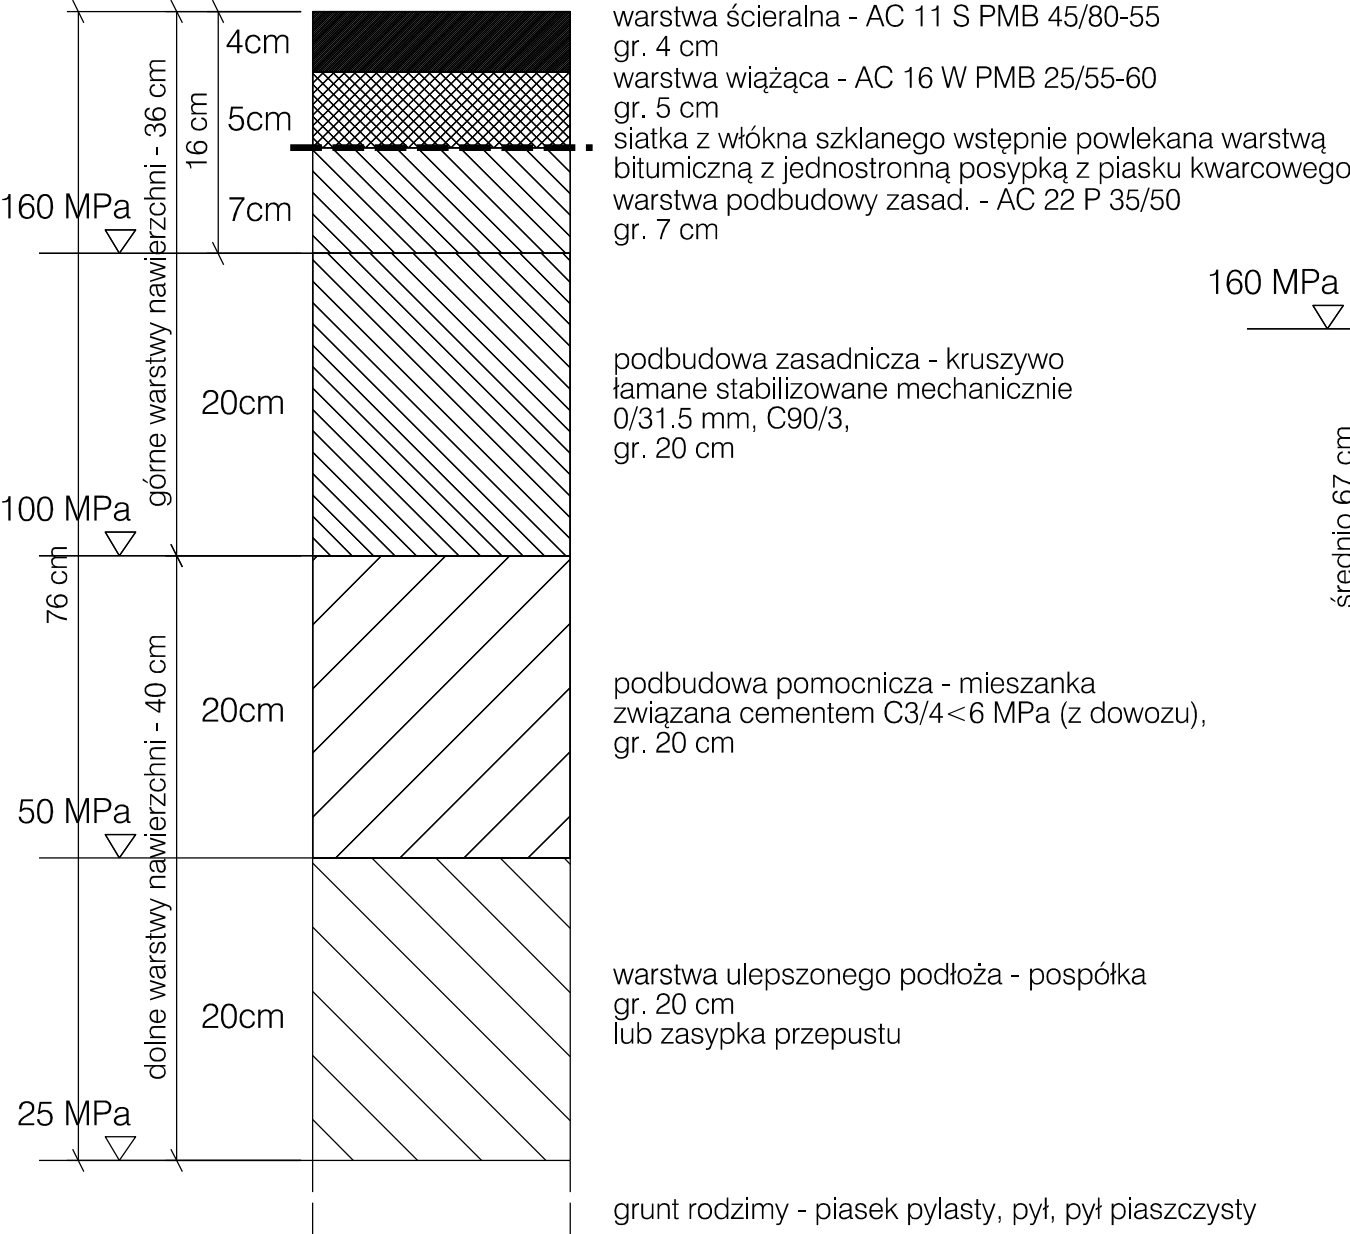 warstwa ścieralna - AC 11 S PMB 45/80-55
gr. 4 cm
warstwa wiążąca - AC 16 W PMB 25/55-60
gr. 5 cm
siatka z włókna szklanego wstępnie powlekana warstwą
bitumiczną z jednostronną posypką z piasku kwarcowego
warstwa podbudowy zasad. - AC 22 P 35/50
gr. 7 cm
4cm
5cm
7cm
16 cm
górne warstwy nawierzchni - 36 cm
160 MPa
160 MPa
20cm
podbudowa zasadnicza - kruszywo
łamane stabilizowane mechanicznie
0/31.5 mm, C90/3,
gr. 20 cm
średnio 67 cm
100 MPa
76 cm
20cm
podbudowa pomocnicza - mieszanka
związana cementem C3/4<6 MPa (z dowozu),
gr. 20 cm
dolne warstwy nawierzchni - 40 cm
50 MPa
20cm
warstwa ulepszonego podłoża - pospółka
gr. 20 cm
lub zasypka przepustu
25 MPa
grunt rodzimy - piasek pylasty, pył, pył piaszczysty